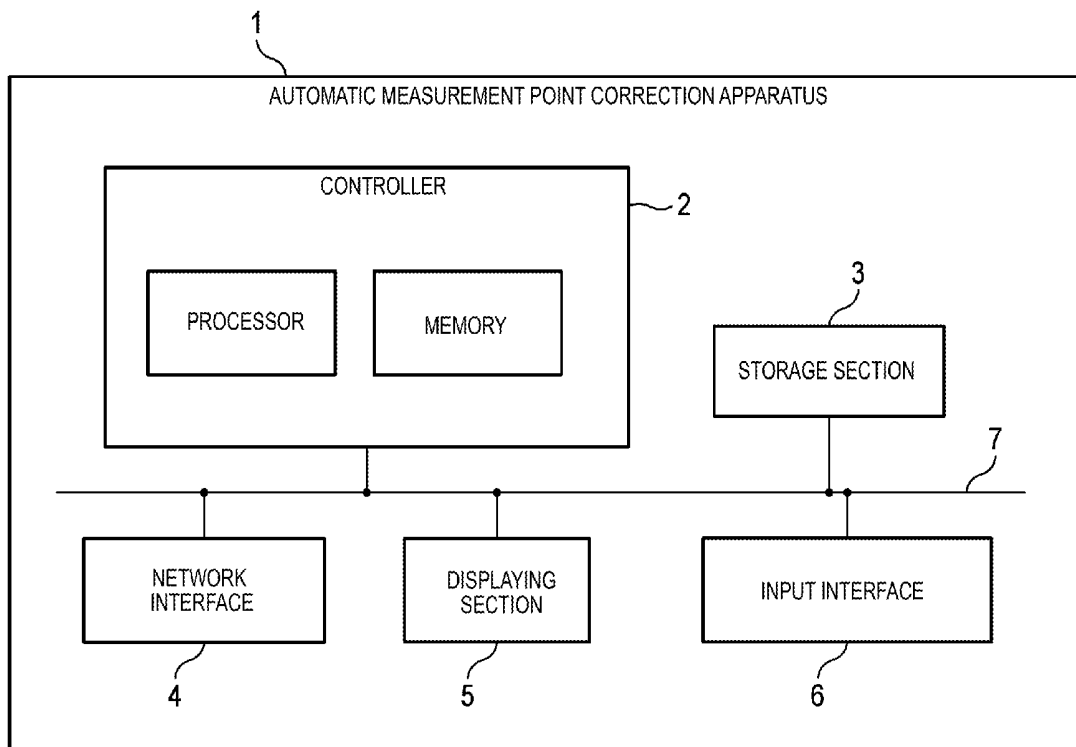 1
AUTOMATIC MEASUREMENT POINT CORRECTION APPARATUS
CONTROLLER
2
PROCESSOR
MEMORY
3
STORAGE SECTION
7
NETWORK
INTERFACE
DISPLAYING
SECTION
INPUT INTERFACE
4
5
6